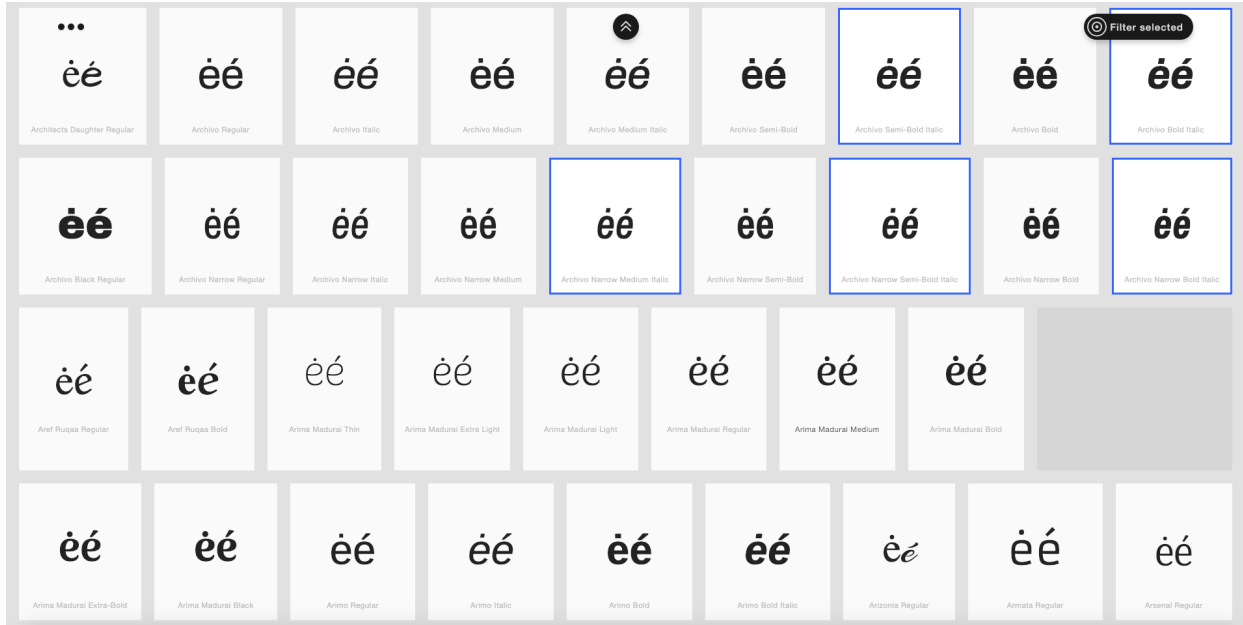 Filter selected
ėé ėé ėé ėé ėé ėé ėé ėé ėé
Architects Daughter Regular Archivo Regular Archivo Italic Archivo Medium Archivo Medium Italic Archivo Semi-Bold Archivo Semi-Bold Italic Archivo Bold Archivo Bold Italic
ėé ėé ėé ėé ėé ėé ėé ėé ėé
Archivo Black Regular Archivo Narrow Regular Archivo Narrow Italic Archivo Narrow Medium Archivo Narrow Medium Italic Archivo Narrow Semi-Bold Archivo Narrow Semi-Bold Italic Archivo Narrow Bold Archivo Narrow Bold Italic
ėé ėé ėé ėé ėé ėé ėé ėé
Aref Ruqaa Regular Aref Ruqaa Bold Arima Madurai Thin Arima Madurai Extra Light Arima Madurai Light Arima Madurai Regular Arima Madurai Medium Arima Madurai Bold
ėé ėé ėé ėé ėé ėé ėé ėé ėé
Arima Madurai Extra-Bold Arima Madurai Black Arimo Regular Arimo Italic Arimo Bold Arimo Bold Italic Arizonia Regular Armata Regular Arsenal Regular